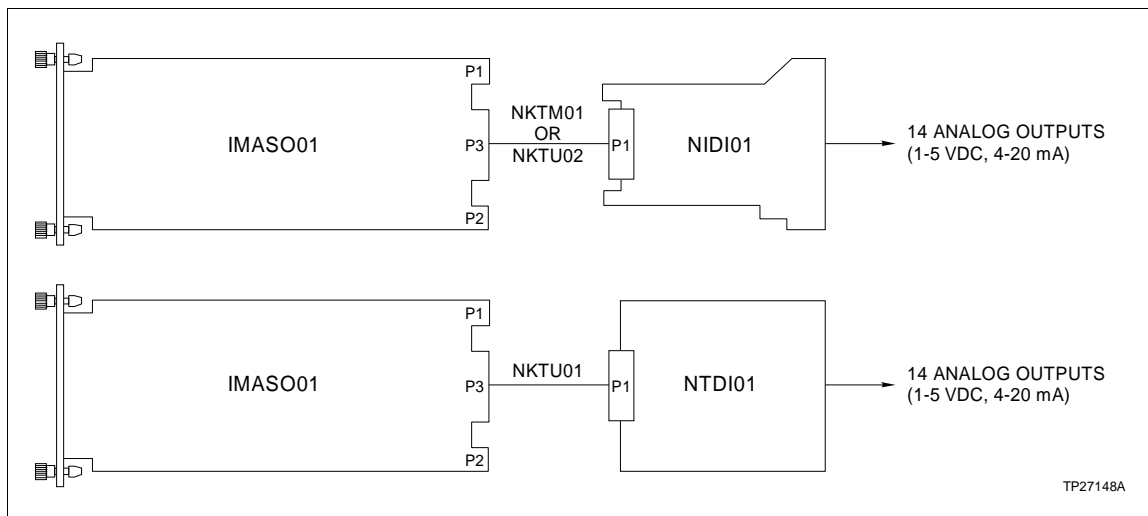 P1
NKTM01
OR
NKTU02
IMASO01
P3
P1
NIDI01
14 ANALOG OUTPUTS
(1-5 VDC, 4-20 mA)
P2
P1
IMASO01
P3
NKTU01
P1
NTDI01
14 ANALOG OUTPUTS
(1-5 VDC, 4-20 mA)
P2
TP27148A